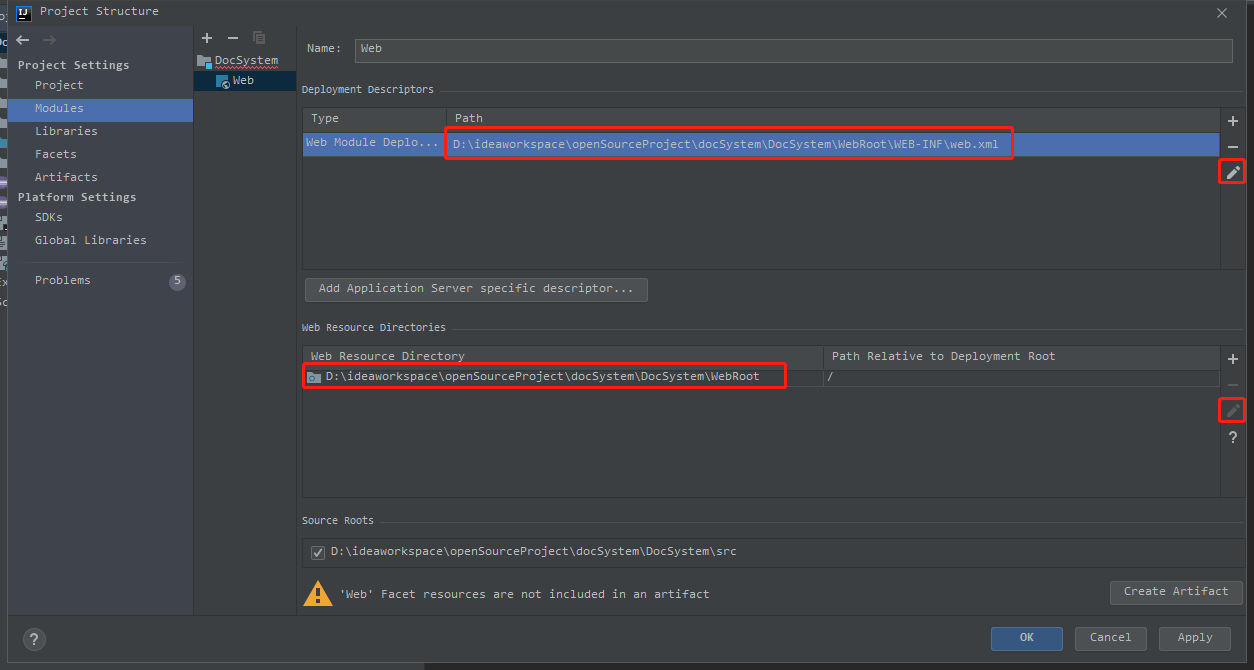 Project Structure
Project Settings
Project
Modules
Libraries
Facets
Artifacts
Platform Settings
SDKs
Global Libraries
Problems 5
DocSystem
Web
Name: Web
Deployment Descriptors
Type Path
Web Module Deplo... D:\ideaworkspace\openSourceProject\docSystem\DocSystem\WebRoot\WEB-INF\web.xml
Add Application Server specific descriptor...
Web Resource Directories
Web Resource Directory Path Relative to Deployment Root
D:\ideaworkspace\openSourceProject\docSystem\DocSystem\WebRoot /
?
Source Roots
D:\ideaworkspace\openSourceProject\docSystem\DocSystem\src
'Web' Facet resources are not included in an artifact Create Artifact
? OK Cancel Apply